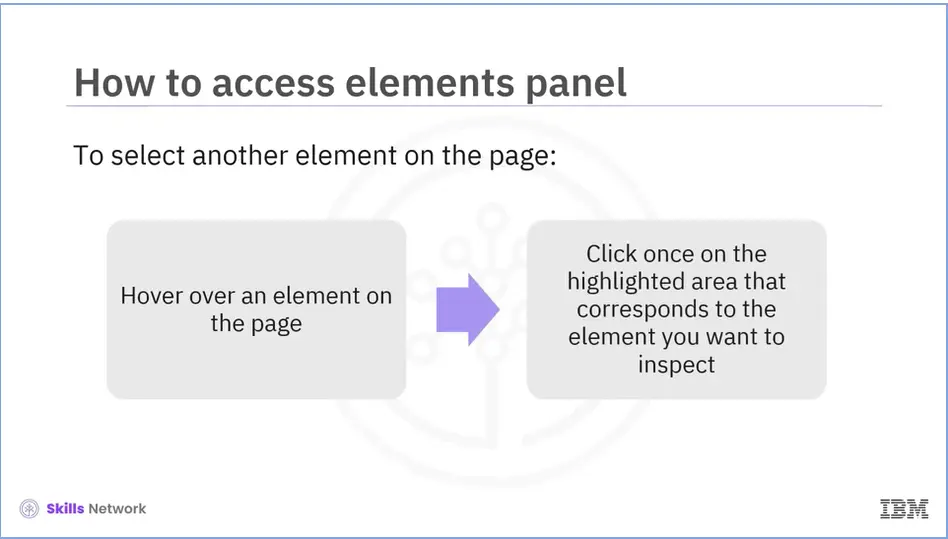 How to access elements panel
To select another element on the page:
Hover over an element on
the page
Click once on the
highlighted area that
corresponds to the
element you want to
inspect
Skills Network
IBM